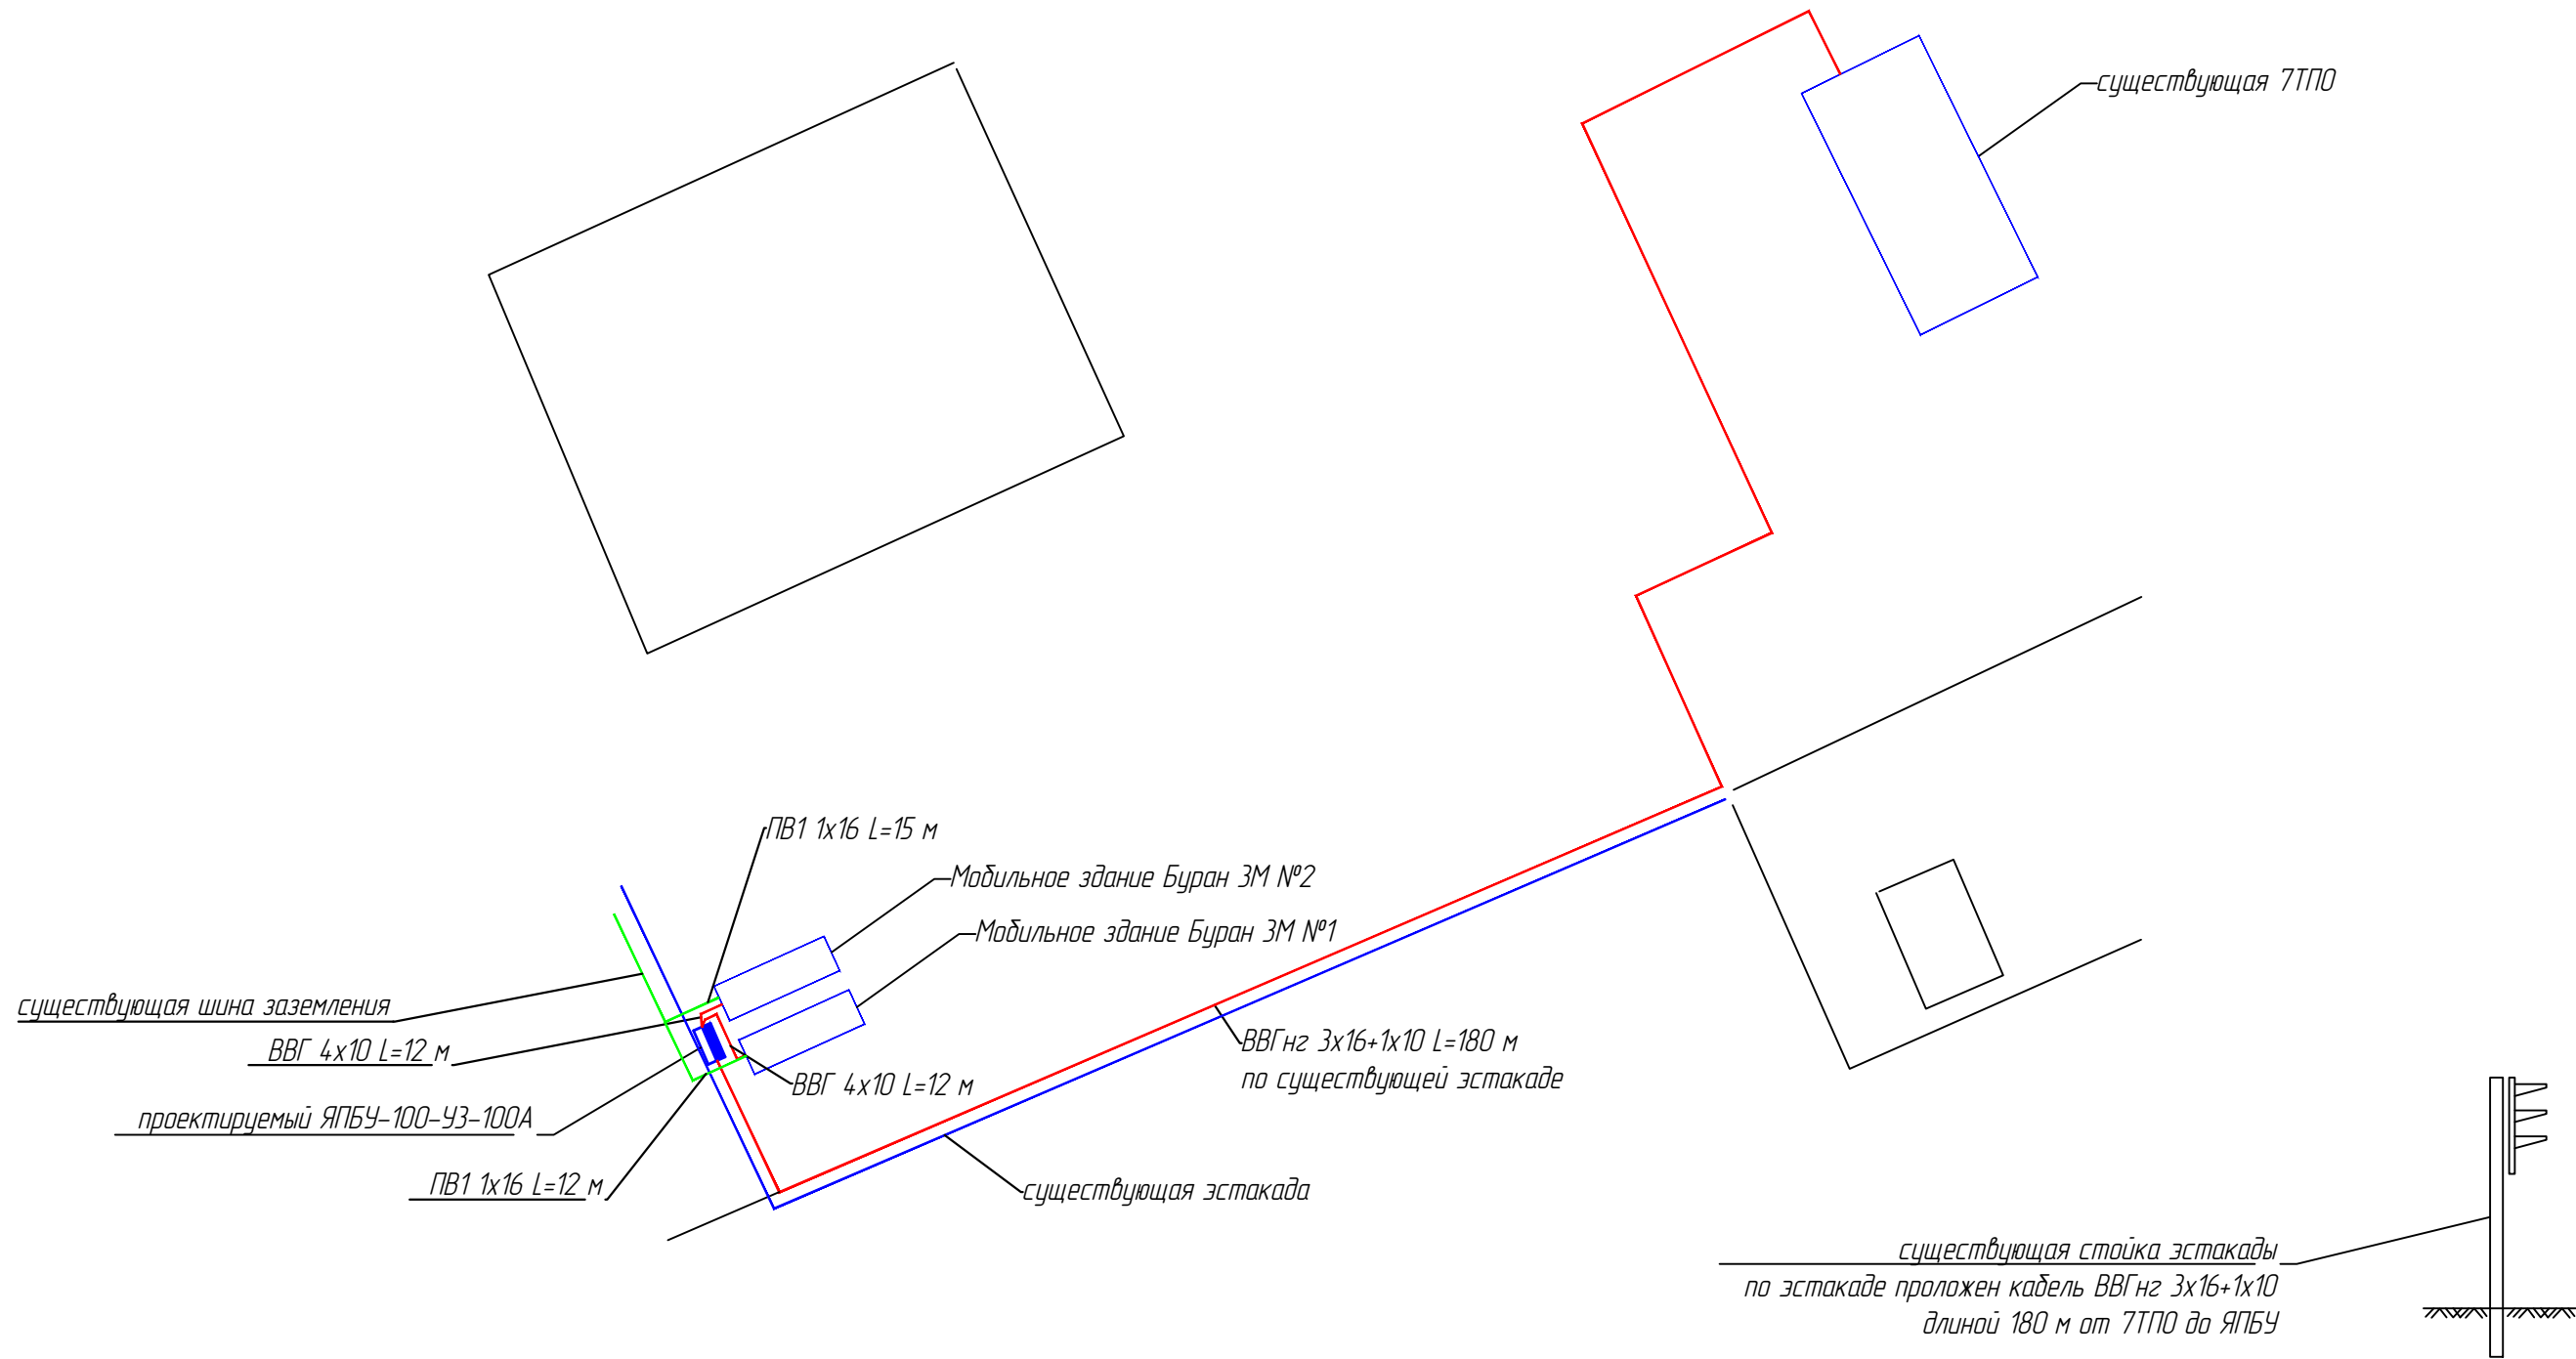 существующая 7ТПО
ПВ1 1х16 L=15 м
Мобильное здание Буран 3М №2
Мобильное здание Буран 3М №1
существующая шина заземления
ВВГ 4х10 L=12 м
ВВГнг 3х16+1х10 L=180 м
по существующей эстакаде
ВВГ 4х10 L=12 м
проектируемый ЯПБУ-100-У3-100А
ПВ1 1х16 L=12 м
существующая эстакада
существующая стойка эстакады
по эстакаде проложен кабель ВВГнг 3х16+1х10
длиной 180 м от 7ТПО до ЯПБУ